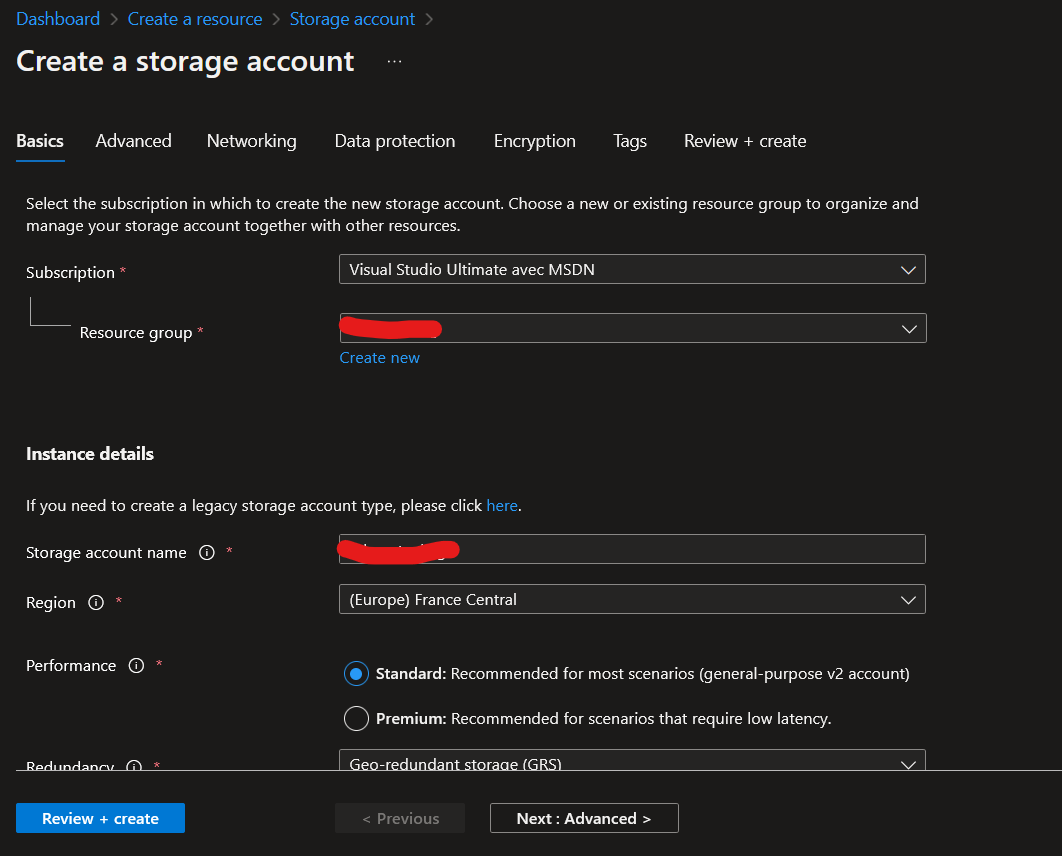 Dashboard > Create a resource > Storage account >
Create a storage account ...
Basics Advanced Networking Data protection Encryption Tags Review + create
Select the subscription in which to create the new storage account. Choose a new or existing resource group to organize and
manage your storage account together with other resources.
Subscription * Visual Studio Ultimate avec MSDN
Resource group *
Create new
Instance details
If you need to create a legacy storage account type, please click here.
Storage account name *
Region * (Europe) France Central
Performance * Standard: Recommended for most scenarios (general-purpose v2 account)
Premium: Recommended for scenarios that require low latency.
Redundancy * Geo-redundant storage (GRS)
Review + create < Previous Next : Advanced >